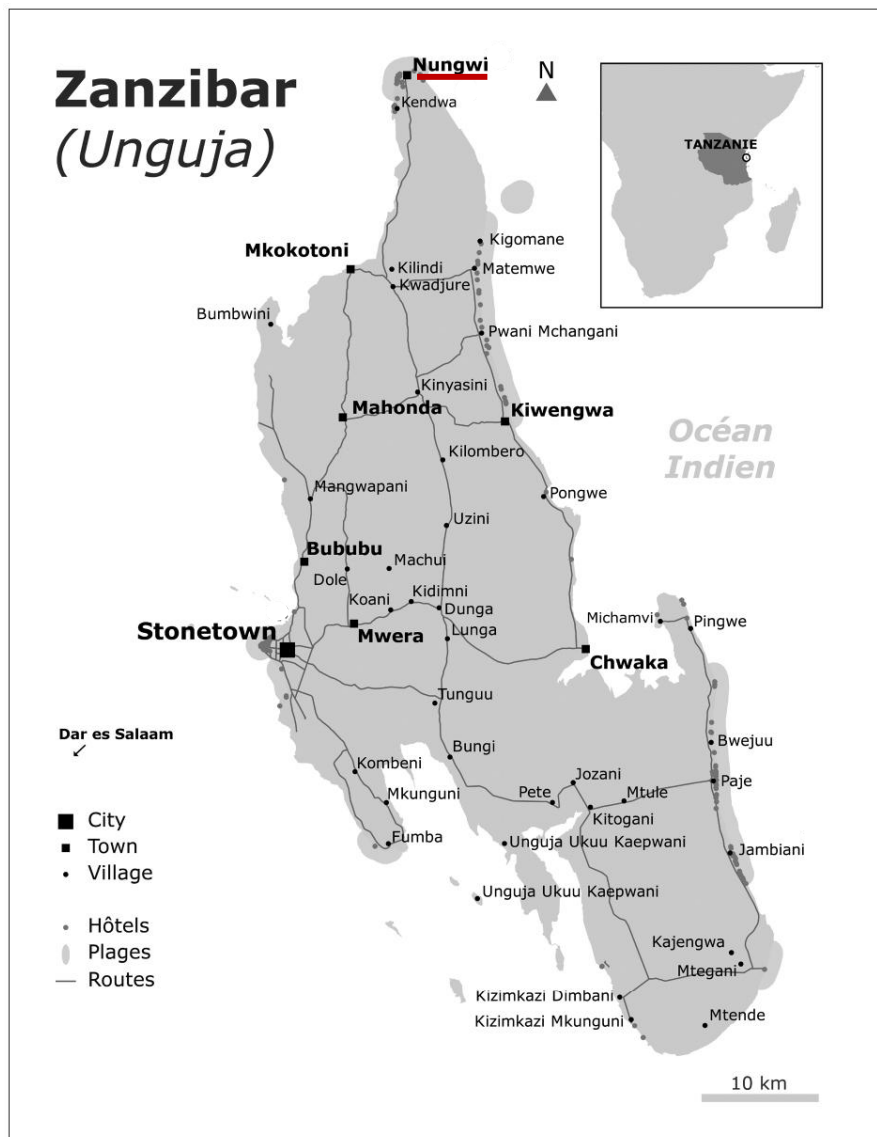 Zanzibar
(Unguja)
Nungwi
N
Kendwa
TANZANIE
Kigomane
Mkokotoni
Kilindi
Matemwe
Kwadjure
Bumbwini
Pwani Mchangani
Kinyasini
Mahonda
Kiwengwa
Océan
Indien
Kilombero
Mangwapani
Pongwe
Uzini
Bububu
Machui
Dole
Kidimni
Koani
Dunga
Michamvi
Pingwe
Stonetown
Mwera
Lunga
Chwaka
Tunguu
Dar es Salaam
Bwejuu
Bungi
Kombeni
Jozani
Paje
Pete
Mtule
Mkunguni
Kitogani
City
Town
Fumba
Unguja Ukuu Kaepwani
Jambiani
Village
Unguja Ukuu Kaepwani
Hôtels
Plages
Kajengwa
Routes
Mtegani
Kizimkazi Dimbani
Kizimkazi Mkunguni
Mtende
10 km